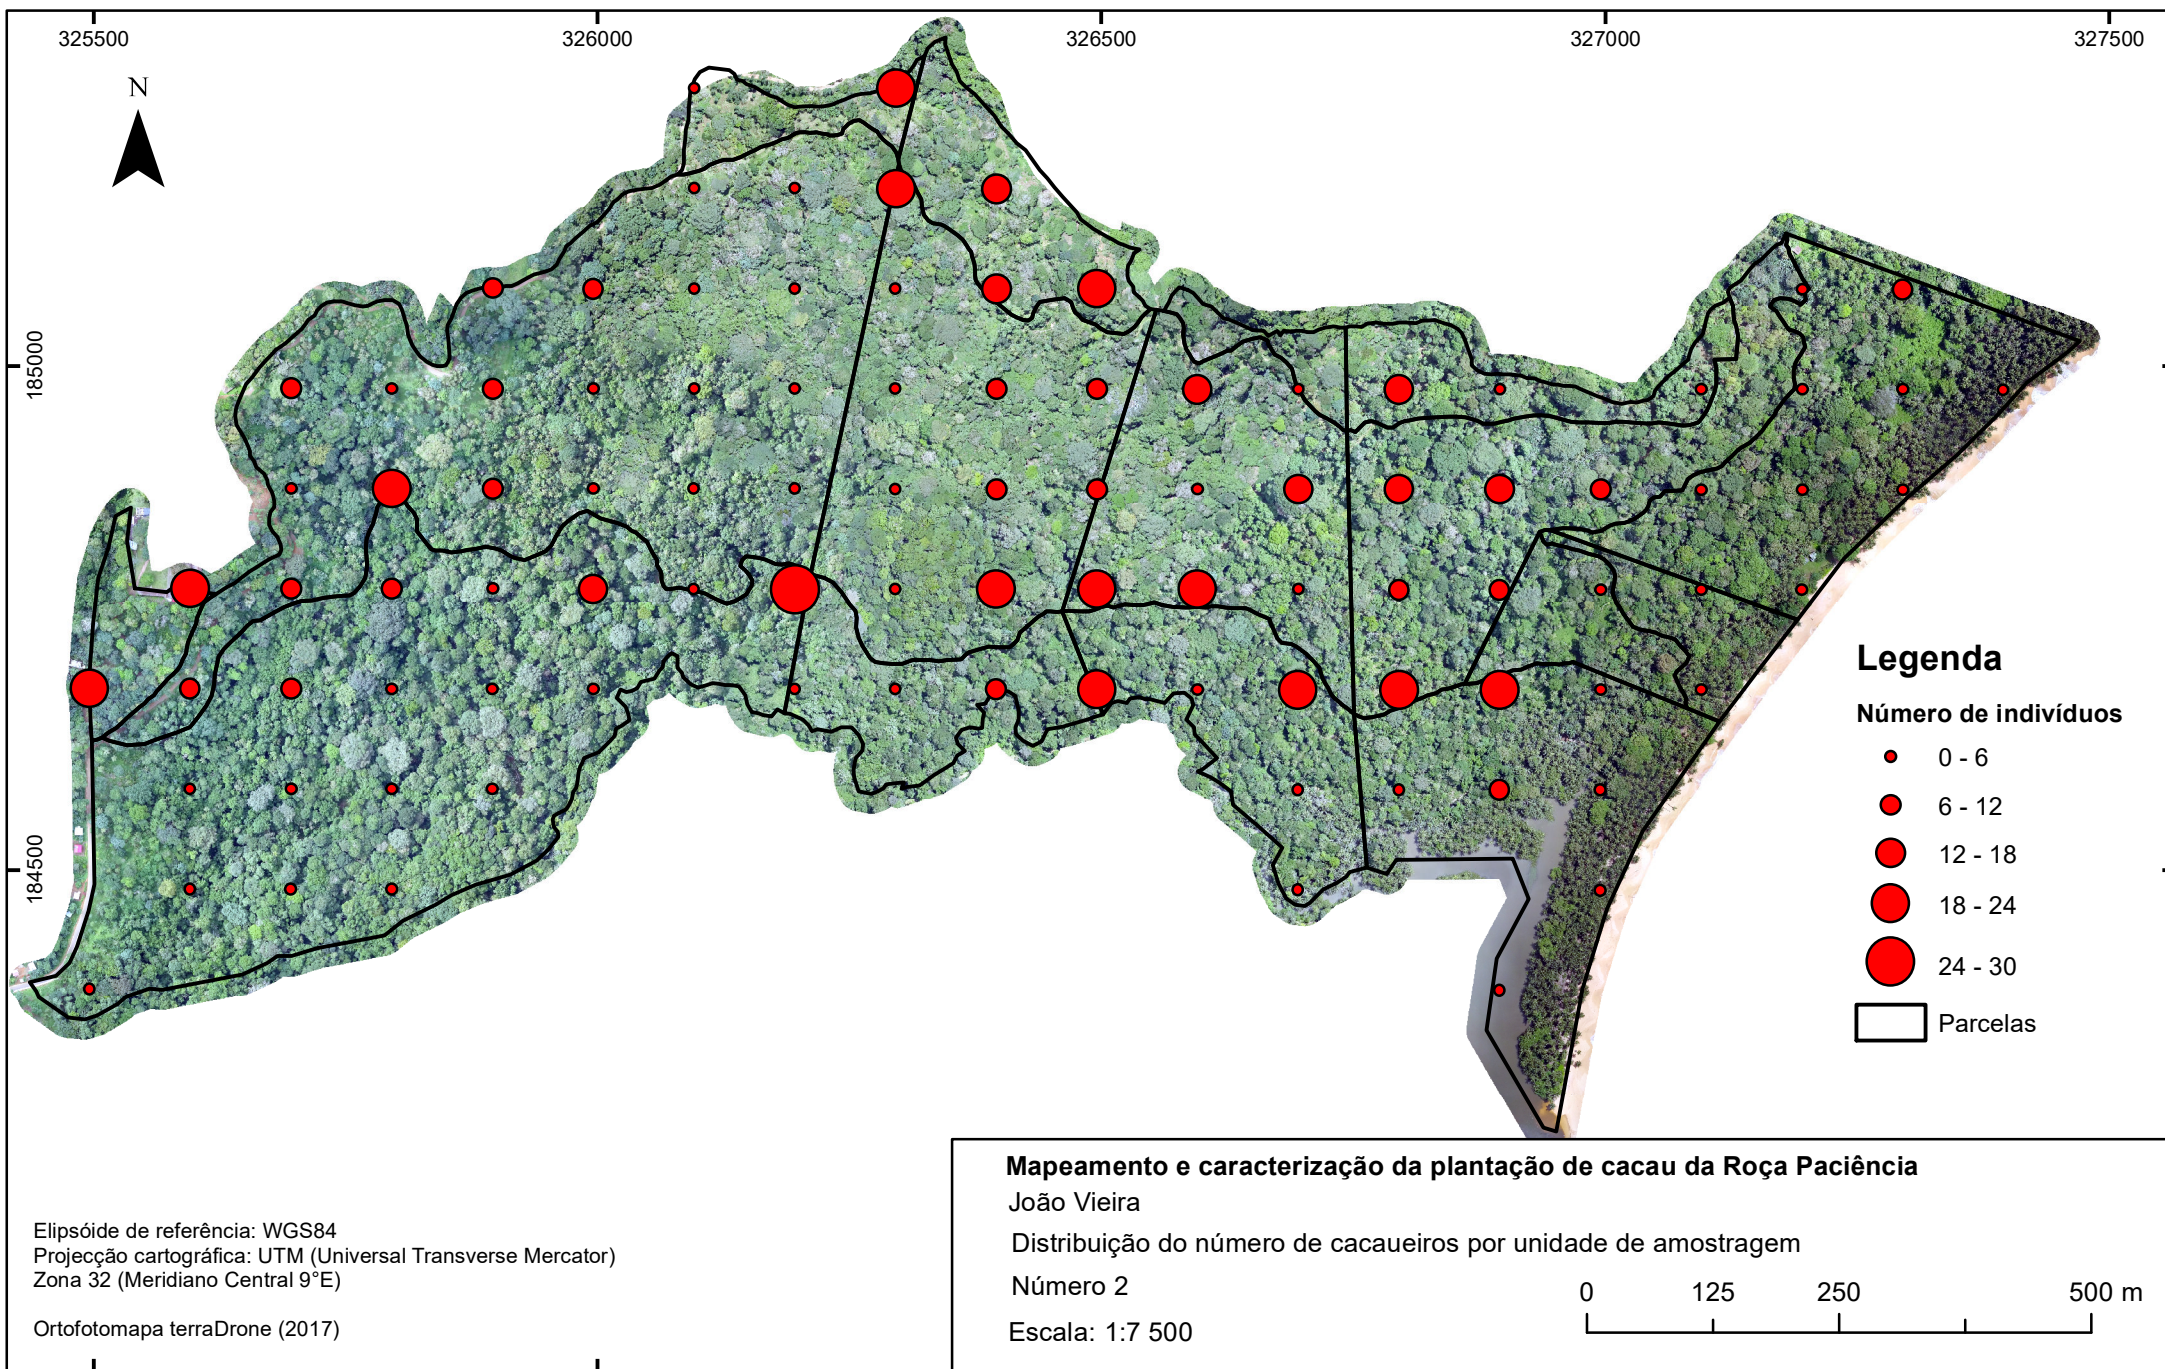 325500 326000 326500 327000 327500
N
185000
184500
Legenda
Número de indivíduos
0 - 6
6 - 12
12 - 18
18 - 24
24 - 30
Parcelas
Mapeamento e caracterização da plantação de cacau da Roça Paciência
João Vieira
Distribuição do número de cacaueiros por unidade de amostragem
Número 2
Escala: 1:7 500
0 125 250 500 m
Elipsóide de referência: WGS84
Projecção cartográfica: UTM (Universal Transverse Mercator)
Zona 32 (Meridiano Central 9°E)
Ortofotomapa terraDrone (2017)